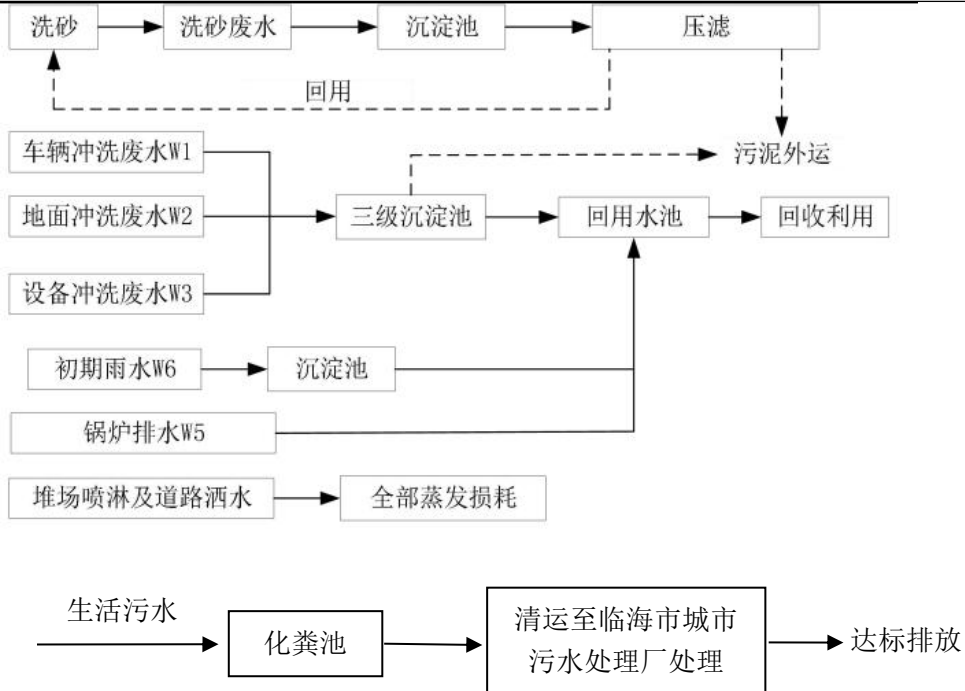 洗砂
洗砂废水
沉淀池
压滤
回用
车辆冲洗废水W1
污泥外运
地面冲洗废水W2
三级沉淀池
回用水池
回收利用
设备冲洗废水W3
初期雨水W6
沉淀池
锅炉排水W5
堆场喷淋及道路洒水
全部蒸发损耗
生活污水
化粪池
清运至临海市城市
污水处理厂处理
达标排放